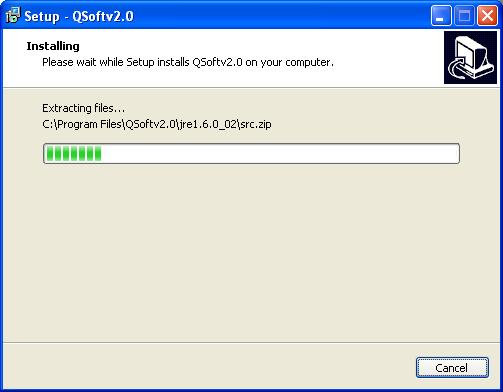 Setup - QSoftv2.0
Installing
Please wait while Setup installs QSoftv2.0 on your computer.
Extracting files...
C:\Program Files\QSoftv2.0\jre1.6.0_02\src.zip
Cancel